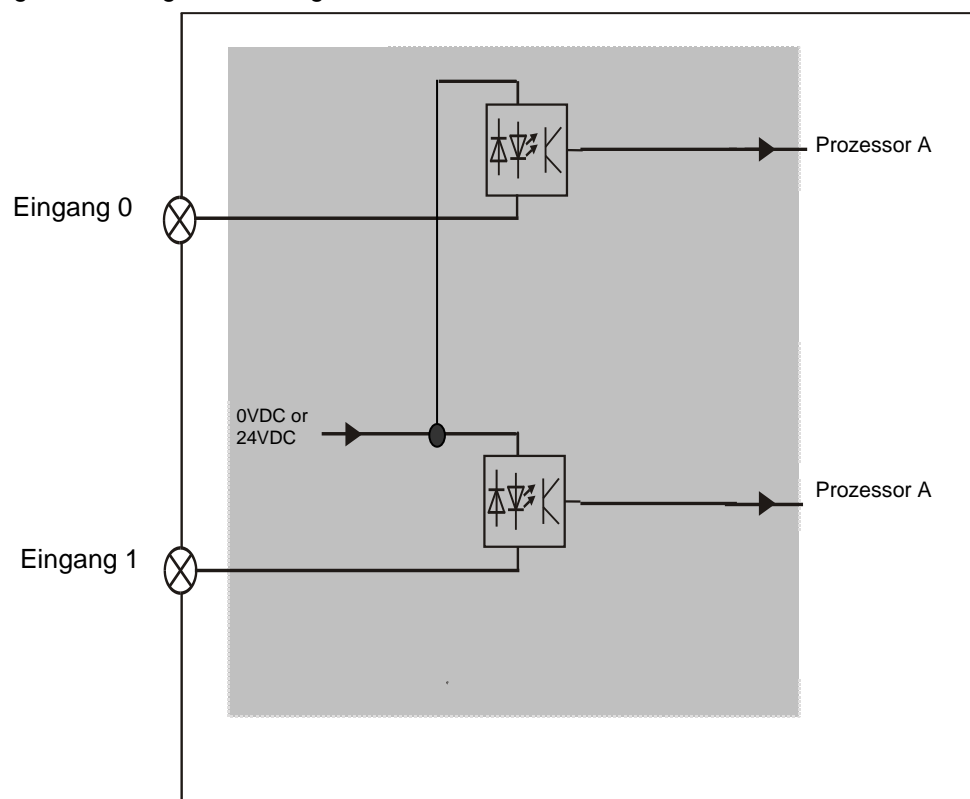 Prozessor A
Eingang 0
0VDC or
24VDC
Prozessor A
Eingang 1